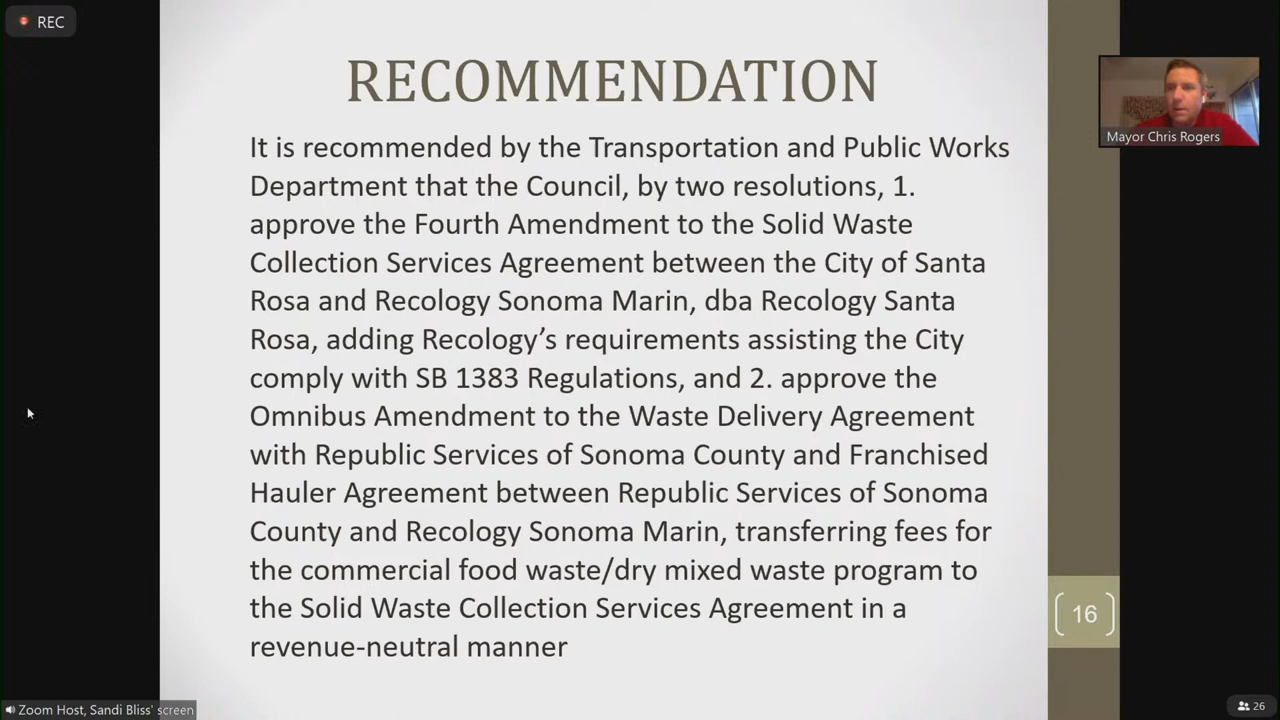 REC
RECOMMENDATION
It is recommended by the Transportation and Public Works
Department that the Council, by two resolutions, 1.
approve the Fourth Amendment to the Solid Waste
Collection Services Agreement between the City of Santa
Rosa and Recology Sonoma Marin, dba Recology Santa
Rosa, adding Recology’s requirements assisting the City
comply with SB 1383 Regulations, and 2. approve the
Omnibus Amendment to the Waste Delivery Agreement
with Republic Services of Sonoma County and Franchised
Hauler Agreement between Republic Services of Sonoma
County and Recology Sonoma Marin, transferring fees for
the commercial food waste/dry mixed waste program to
the Solid Waste Collection Services Agreement in a
revenue-neutral manner
16
Mayor Chris Rogers
Zoom Host, Sandi Bliss' screen
26